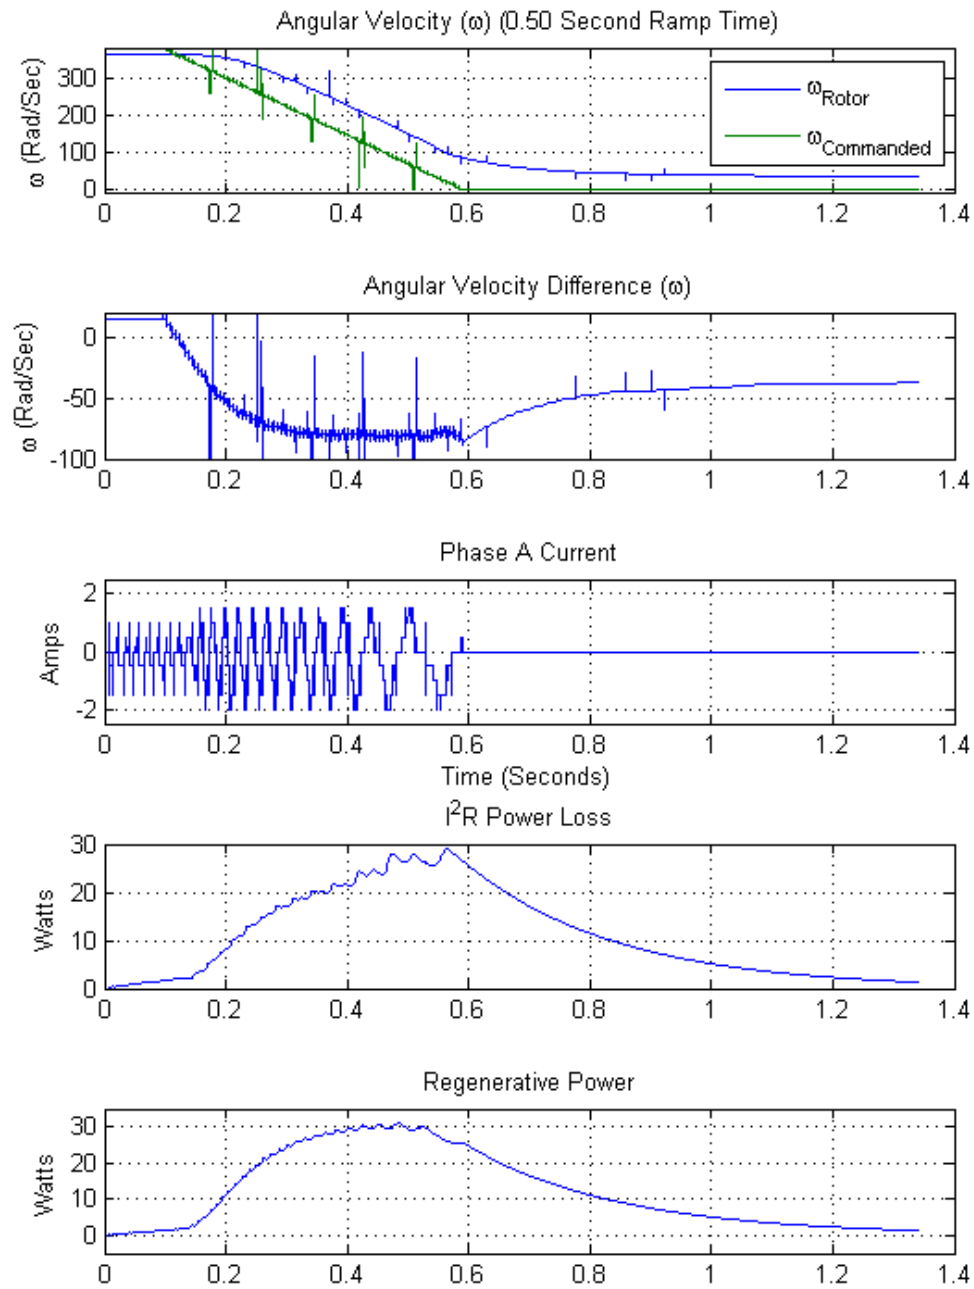 Angular Velocity (ω) (0.50 Second Ramp Time)
ω (Rad/Sec)
300
200
100
0
ω_Rotor
ω_Commanded
0 0.2 0.4 0.6 0.8 1 1.2 1.4
Angular Velocity Difference (ω)
ω (Rad/Sec)
0
-50
-100
0 0.2 0.4 0.6 0.8 1 1.2 1.4
Phase A Current
Amps
2
0
-2
0 0.2 0.4 0.6 0.8 1 1.2 1.4
Time (Seconds)
I²R Power Loss
Watts
30
20
10
0
0 0.2 0.4 0.6 0.8 1 1.2 1.4
Regenerative Power
Watts
30
20
10
0
0 0.2 0.4 0.6 0.8 1 1.2 1.4